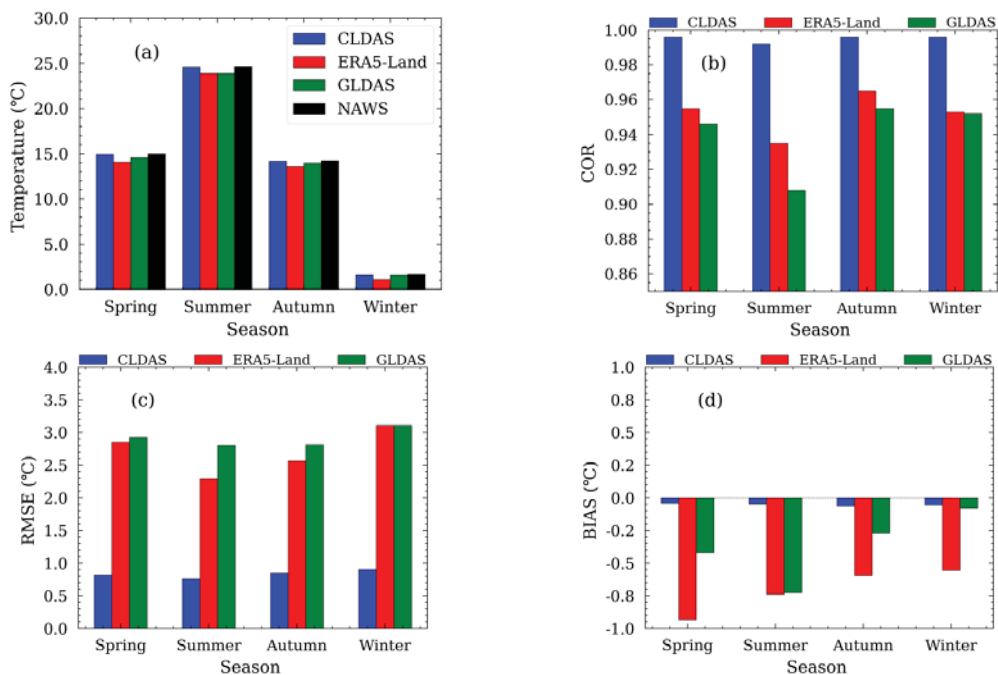 30.0
25.0
20.0
15.0
10.0
5.0
0.0
Temperature (℃)
(a)
CLDAS
ERA5-Land
GLDAS
NAWS
Spring Summer Autumn Winter
Season
CLDAS ERA5-Land GLDAS
1.00
0.98
0.96
0.94
0.92
0.90
0.88
0.86
COR
(b)
Spring Summer Autumn Winter
Season
CLDAS ERA5-Land GLDAS
4.0
3.5
3.0
2.5
2.0
1.5
1.0
0.5
0.0
RMSE (℃)
(c)
Spring Summer Autumn Winter
Season
CLDAS ERA5-Land GLDAS
1.0
0.8
0.5
0.2
0.0
-0.2
-0.5
-0.8
-1.0
BIAS (℃)
(d)
Spring Summer Autumn Winter
Season